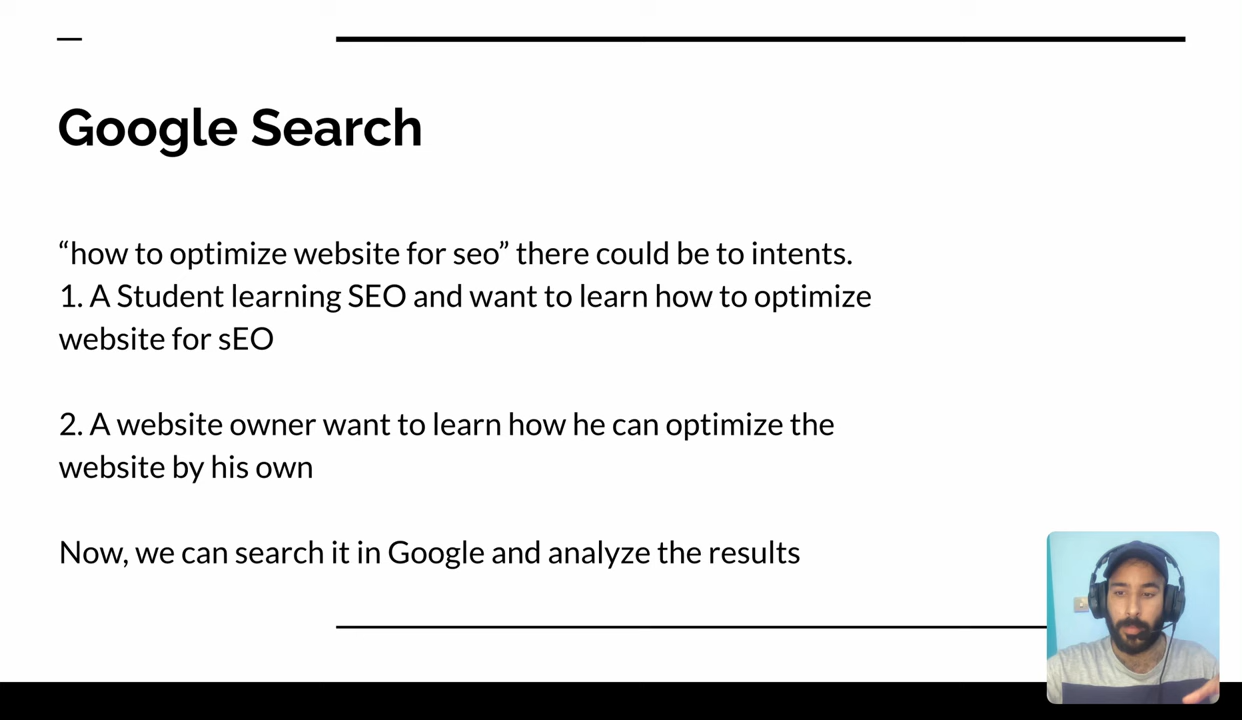 Google Search
“how to optimize website for seo” there could be to intents.
1. A Student learning SEO and want to learn how to optimize
website for sEO
2. A website owner want to learn how he can optimize the
website by his own
Now, we can search it in Google and analyze the results